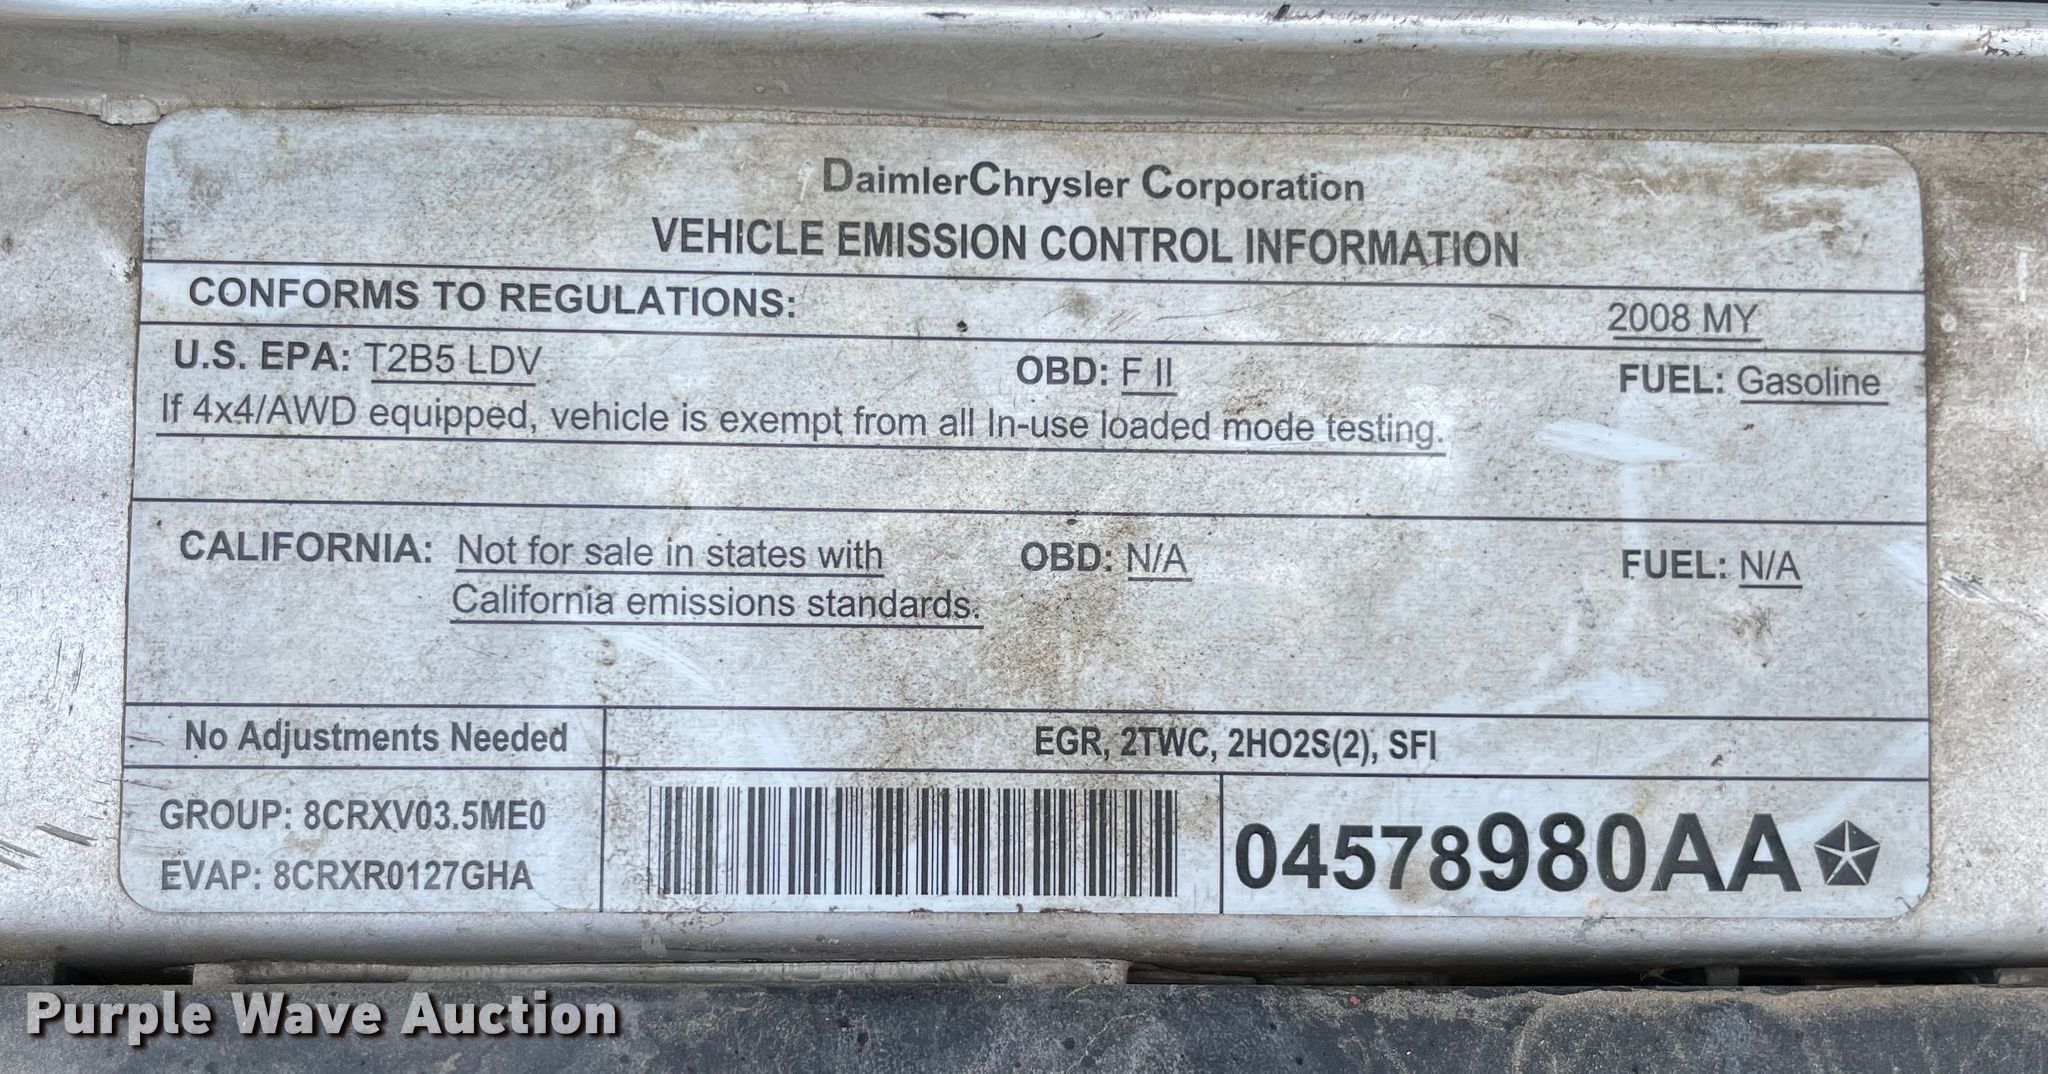 DaimlerChrysler Corporation
VEHICLE EMISSION CONTROL INFORMATION
CONFORMS TO REGULATIONS: 2008 MY
U.S. EPA: T2B5 LDV OBD: F II FUEL: Gasoline
If 4x4/AWD equipped, vehicle is exempt from all In-use loaded mode testing.
CALIFORNIA: Not for sale in states with OBD: N/A FUEL: N/A
California emissions standards.
No Adjustments Needed EGR, 2TWC, 2HO2S(2), SFI
GROUP: 8CRXV03.5ME0
EVAP: 8CRXR0127GHA
04578980AA
Purple Wave Auction